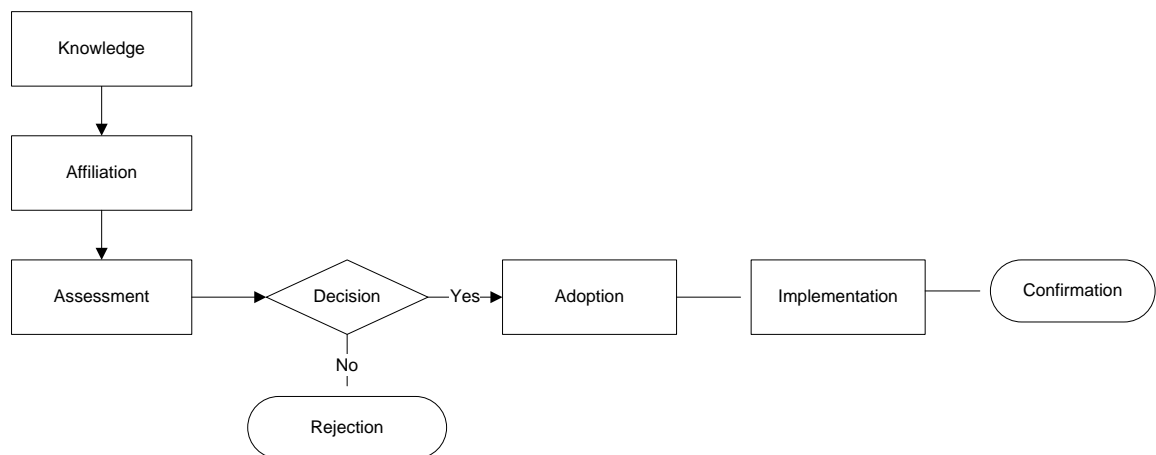 Knowledge
Affiliation
Assessment
Decision
Yes
Adoption
Implementation
Confirmation
No
Rejection